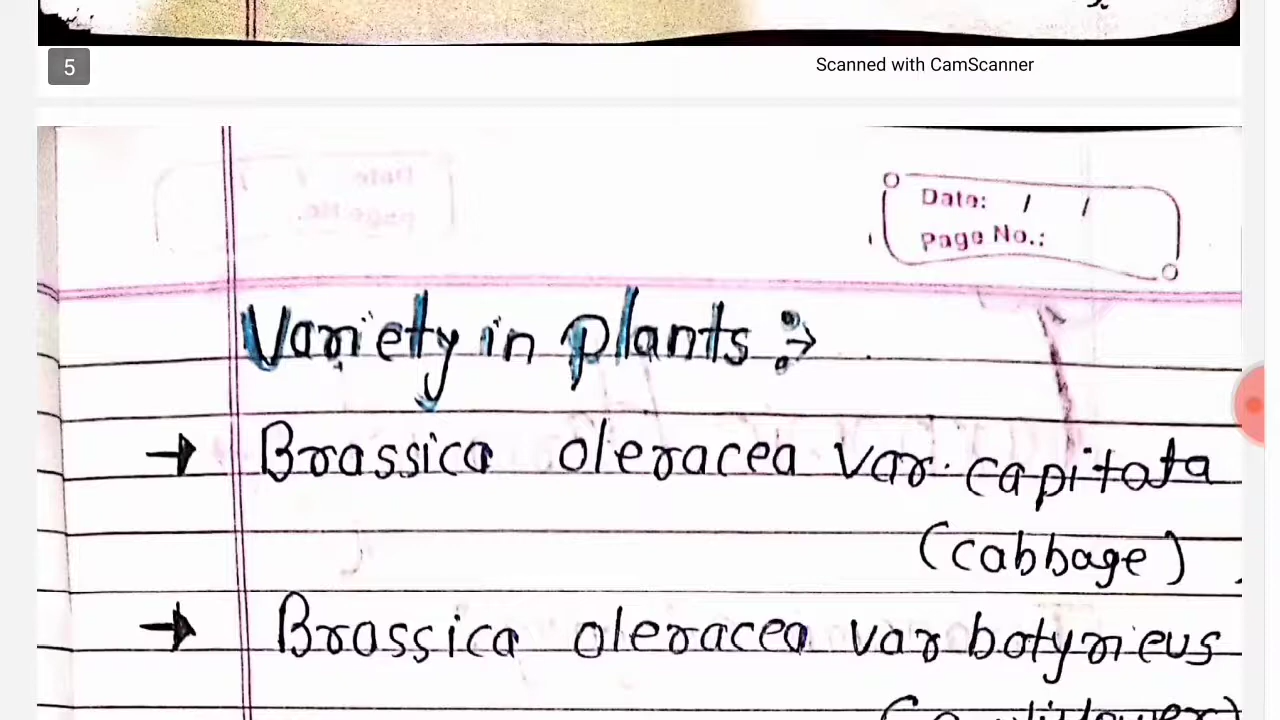 5
Scanned with CamScanner
Date: / /
Page No.:
Variety in plants :→
→ Brassica oleracea var. capitata
(cabbage)
→ Brassica oleracea var botyrieus